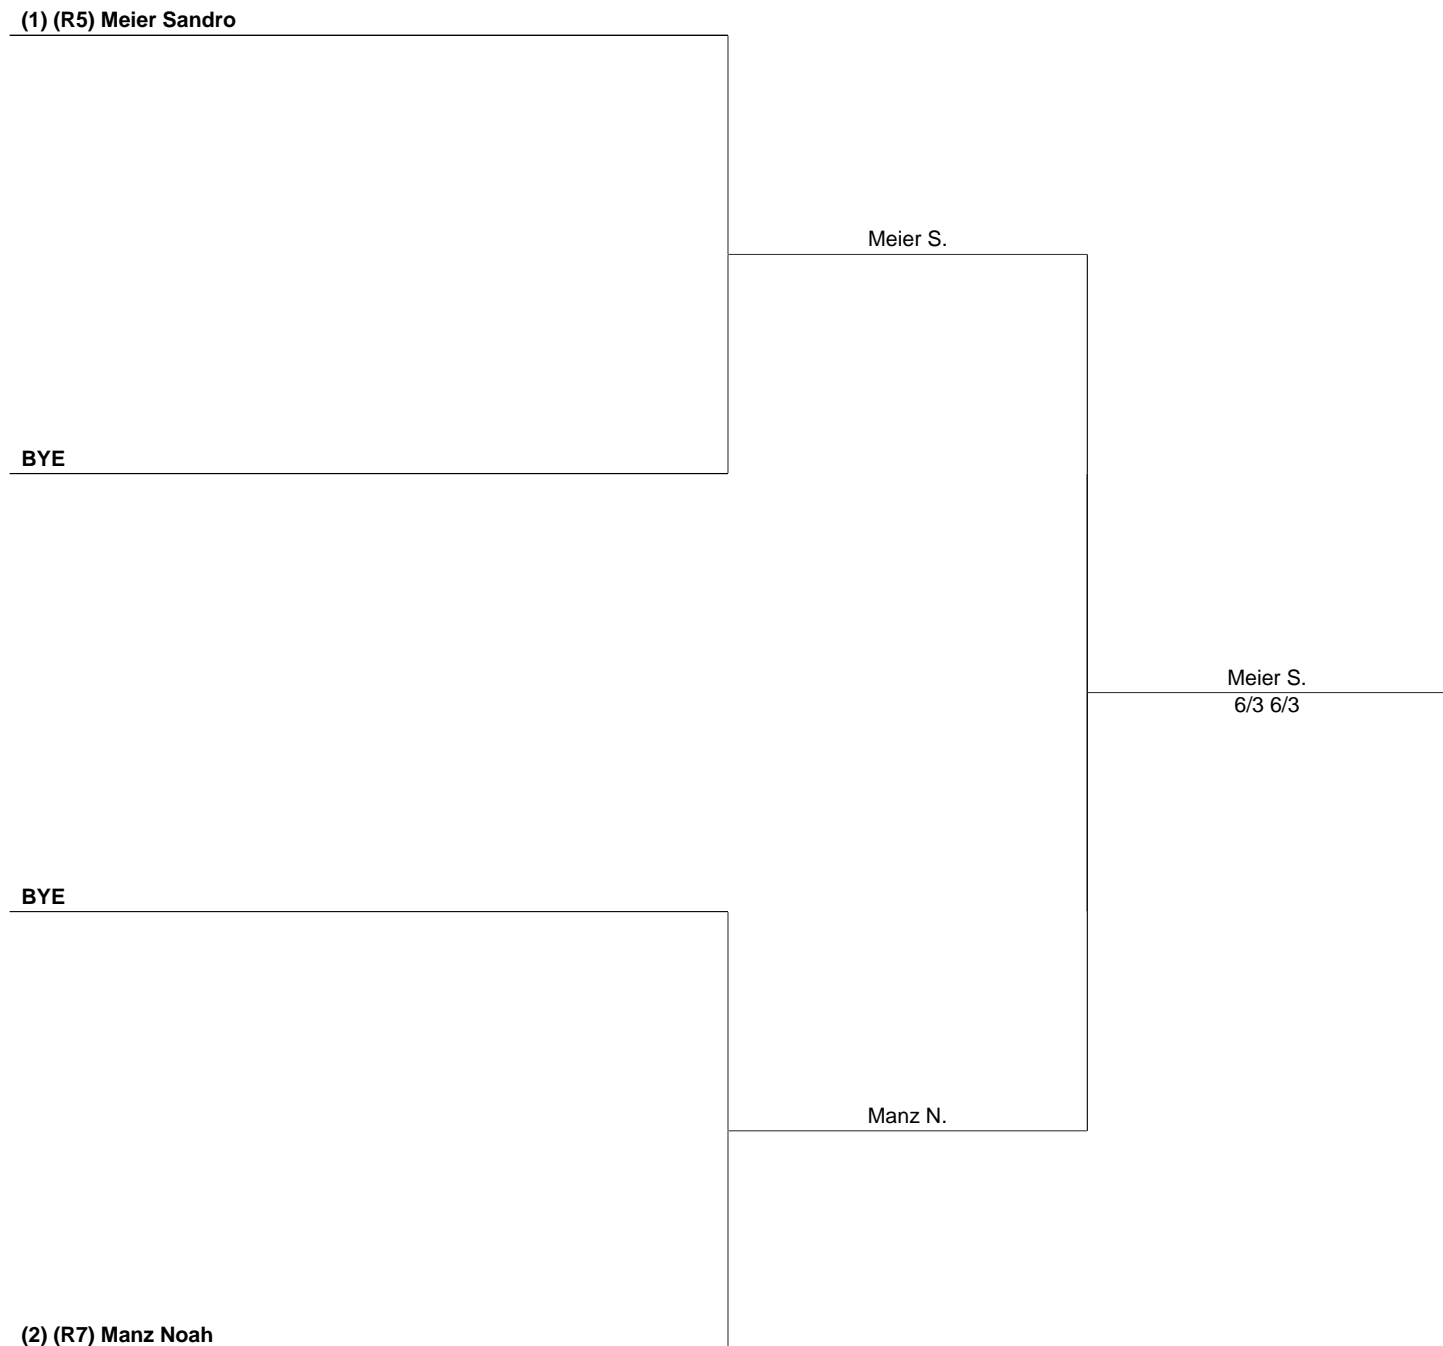 (1) (R5) Meier Sandro
Meier S.
BYE
Meier S.
6/3 6/3
BYE
Manz N.
(2) (R7) Manz Noah